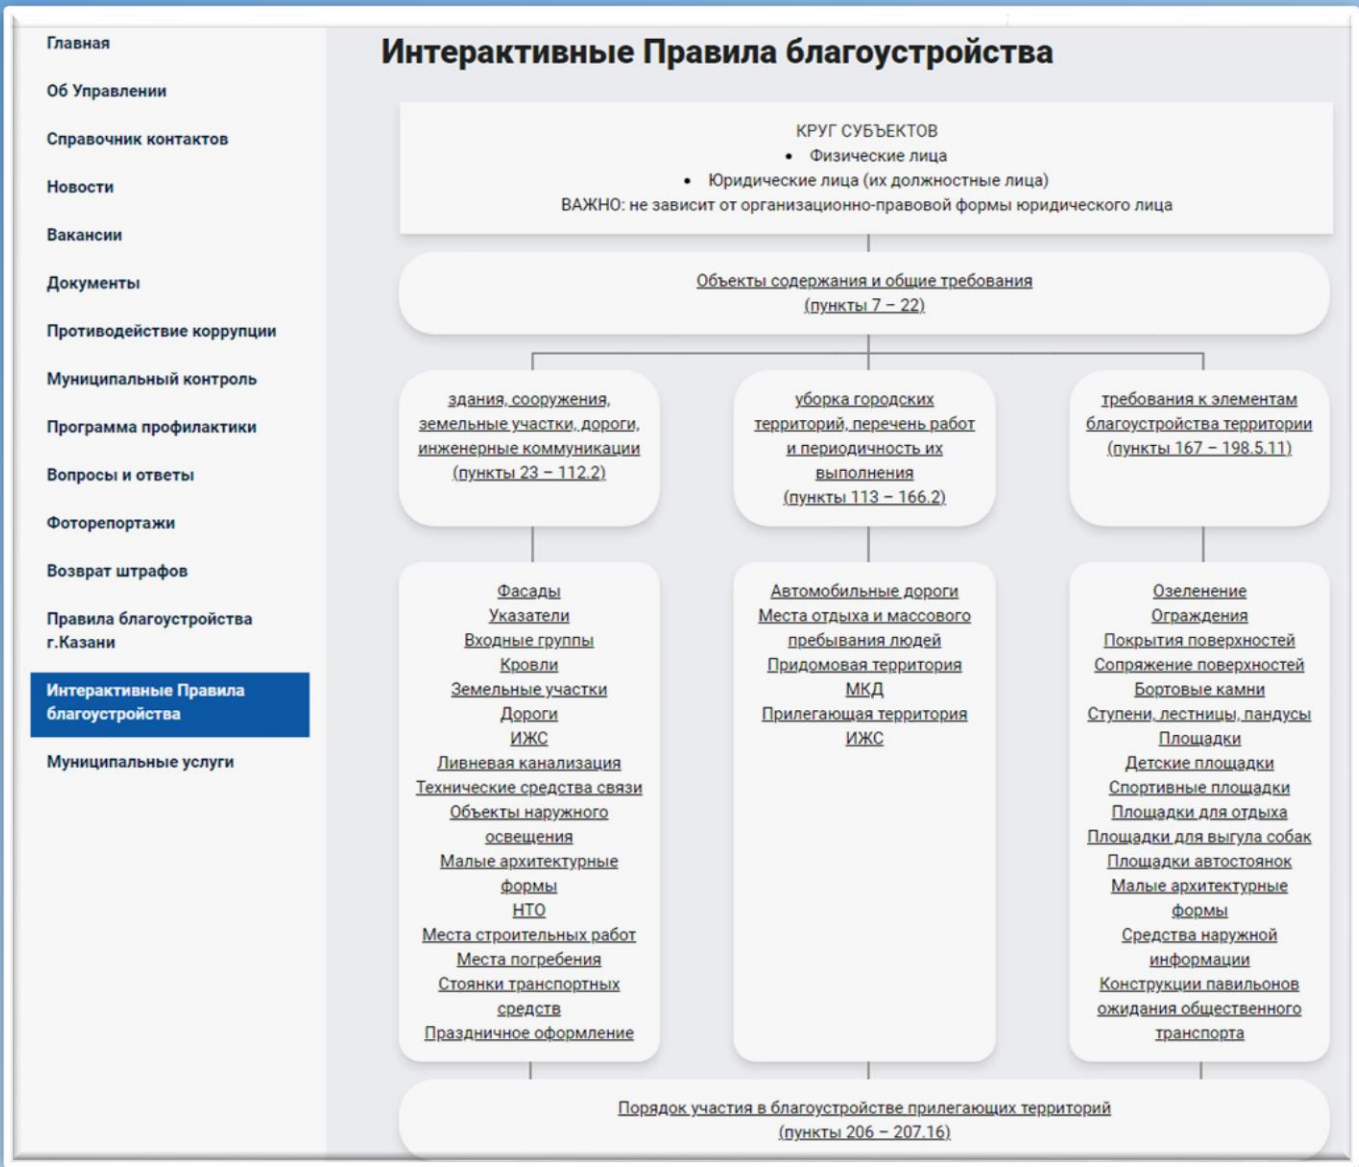 Главная
Об Управлении
Справочник контактов
Новости
Вакансии
Документы
Противодействие коррупции
Муниципальный контроль
Программа профилактики
Вопросы и ответы
Фоторепортажи
Возврат штрафов
Правила благоустройства
г.Казани
Интерактивные Правила
благоустройства
Муниципальные услуги
Интерактивные Правила благоустройства
КРУГ СУБЪЕКТОВ
• Физические лица
• Юридические лица (их должностные лица)
ВАЖНО: не зависит от организационно-правовой формы юридического лица
Объекты содержания и общие требования
(пункты 7 – 22)
здания, сооружения,
земельные участки, дороги,
инженерные коммуникации
(пункты 23 – 112.2)
уборка городских
территорий, перечень работ
и периодичность их
выполнения
(пункты 113 – 166.2)
требования к элементам
благоустройства территории
(пункты 167 – 198.5.11)
Фасады
Указатели
Входные группы
Кровли
Земельные участки
Дороги
ИЖС
Ливневая канализация
Технические средства связи
Объекты наружного
освещения
Малые архитектурные
формы
НТО
Места строительных работ
Места погребения
Стоянки транспортных
средств
Праздничное оформление
Автомобильные дороги
Места отдыха и массового
пребывания людей
Придомовая территория
МКД
Прилегающая территория
ИЖС
Озеленение
Ограждения
Покрытия поверхностей
Сопряжение поверхностей
Бортовые камни
Ступени, лестницы, пандусы
Площадки
Детские площадки
Спортивные площадки
Площадки для отдыха
Площадки для выгула собак
Площадки автостоянок
Малые архитектурные
формы
Средства наружной
информации
Конструкции павильонов
ожидания общественного
транспорта
Порядок участия в благоустройстве прилегающих территорий
(пункты 206 – 207.16)